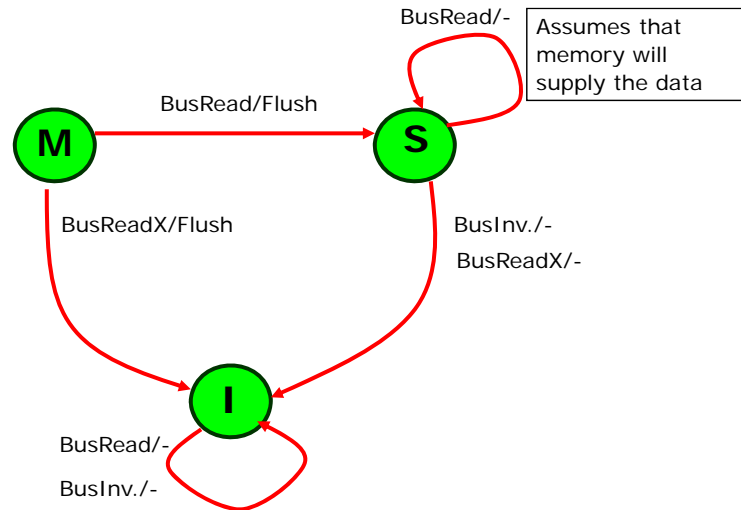 BusRead/-
Assumes that
memory will
supply the data
BusRead/Flush
M
S
BusReadX/Flush
BusInv./-
BusReadX/-
I
BusRead/-
BusInv./-